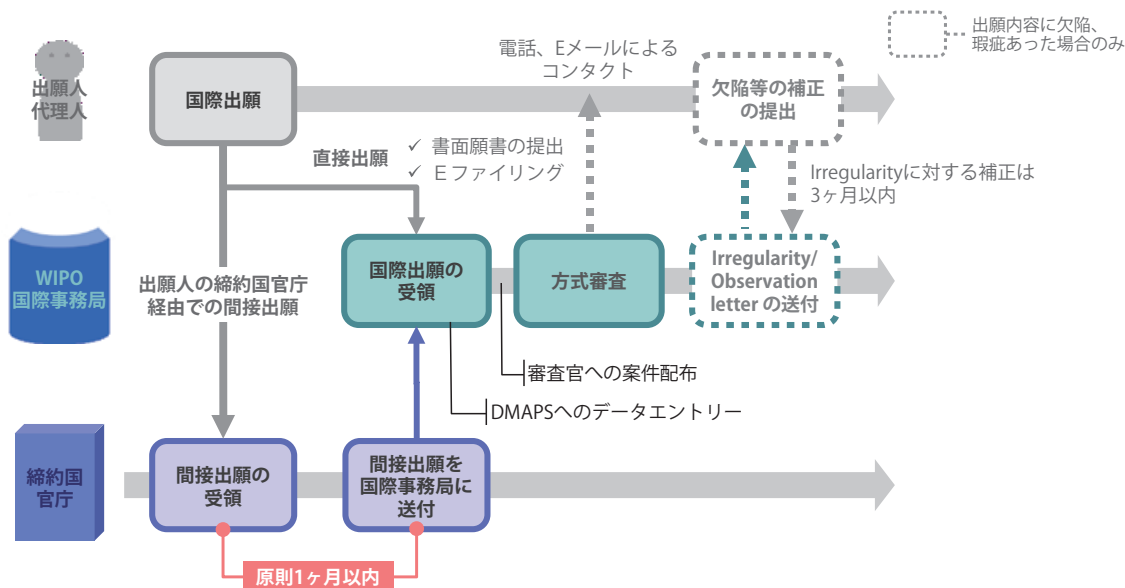 出願内容に欠陥、
瑕疵あった場合のみ
出願人
代理人
国際出願
電話、Eメールによる
コンタクト
欠陥等の補正
の提出
直接出願
✓ 書面願書の提出
✓ Eファイリング
Irregularityに対する補正は
3ヶ月以内
WIPO
国際事務局
出願人の締約国官庁
経由での間接出願
国際出願の
受領
方式審査
Irregularity/
Observation
letter の送付
審査官への案件配布
DMAPSへのデータエントリー
締約国
官庁
間接出願の
受領
間接出願を
国際事務局に
送付
原則1ヶ月以内